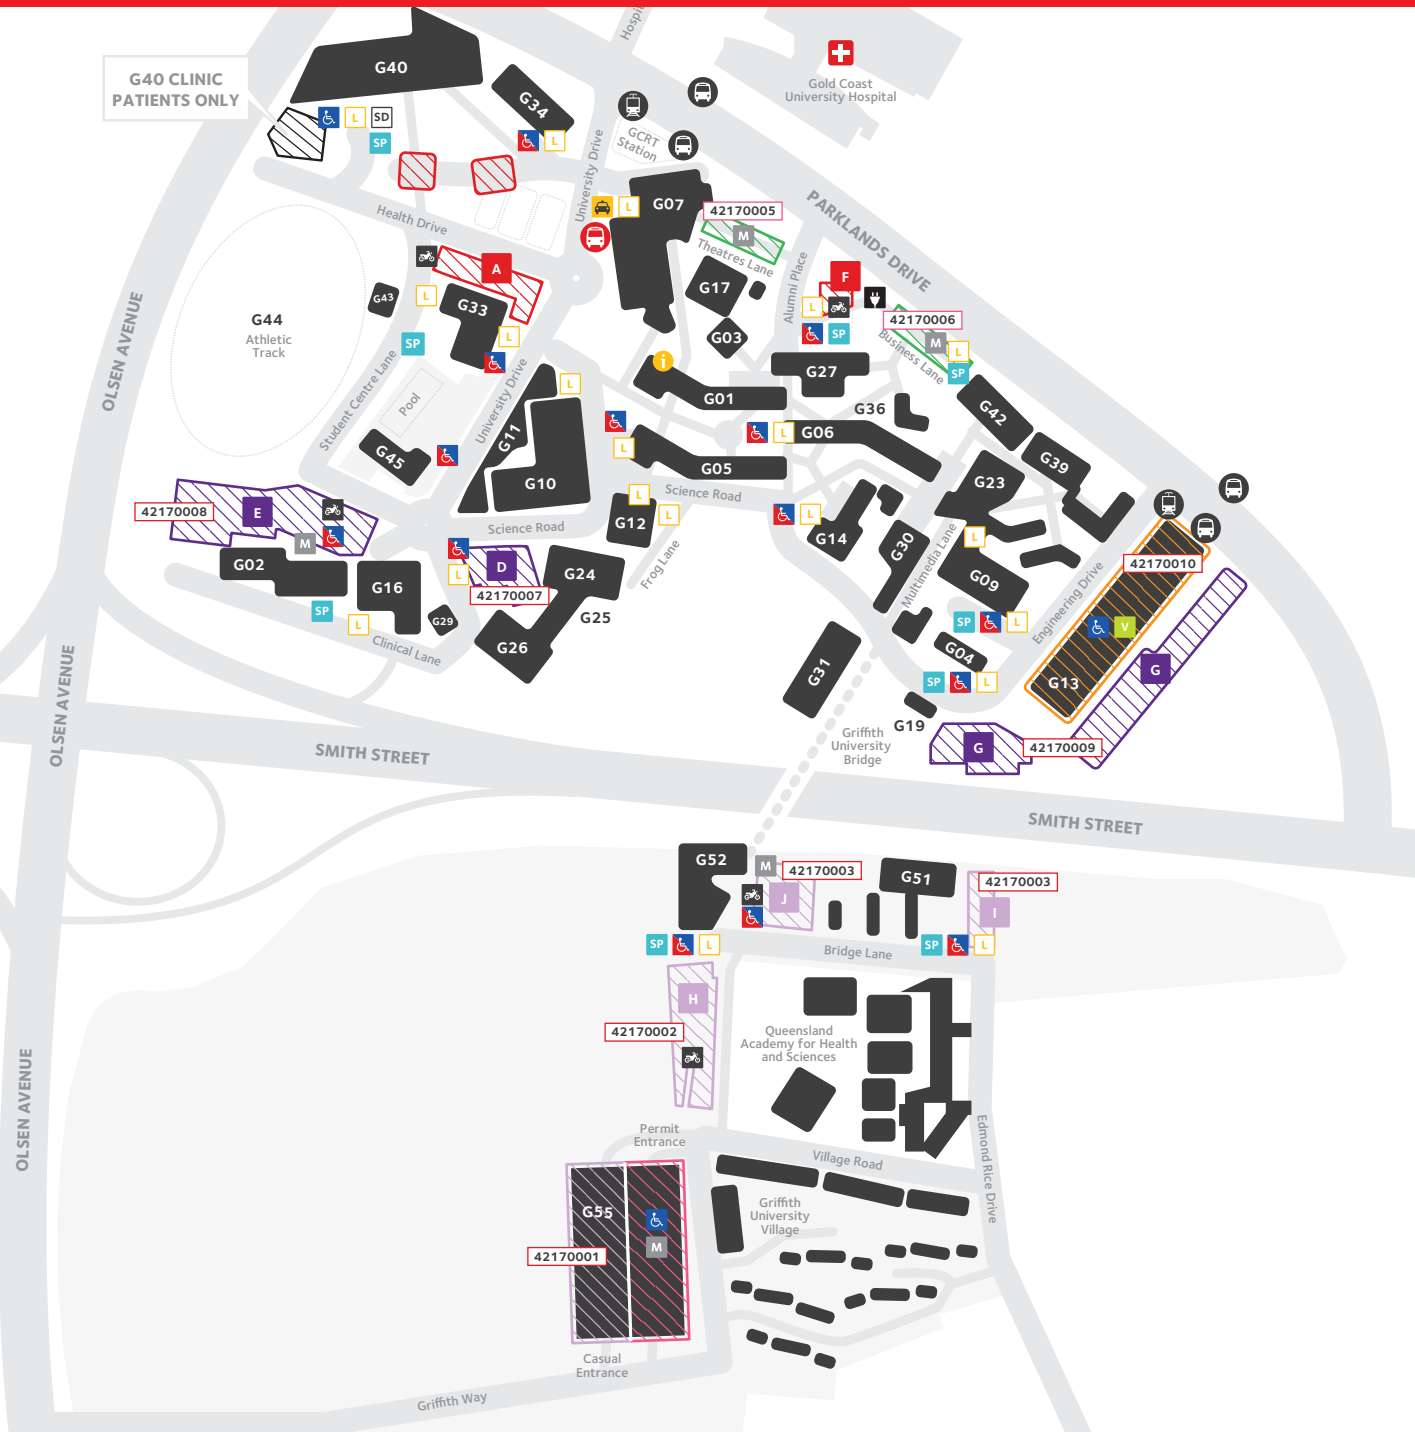 Hospi
G40 CLINIC
PATIENTS ONLY
G40
L
SD
SP
G34
L
GCRT
Station
Gold Coast
University Hospital
University Drive
PARKLANDS DRIVE
Health Drive
L
G07
42170005
M
Theatres Lane
A
G17
Alumni Place
F
L
SP
42170006
M
L
SP
Business Lane
OLSEN AVENUE
G44
Athletic
Track
G43
L
G33
L
SP
G03
G27
G01
L
Student Centre Lane
Pool
University Drive
G11
G10
G45
G36
G42
L
G06
L
G05
G39
G23
Science Road
L
G12
L
L
G14
G30
Multimedia Lane
L
G09
42170008
E
M
Science Road
Frog Lane
G02
G16
L
D
42170007
G24
G25
G26
G29
SP
L
Clinical Lane
SP
L
Engineering Drive
42170010
V
G13
G
G04
SP
L
G31
G19
G
42170009
Griffith
University
Bridge
OLSEN AVENUE
SMITH STREET
SMITH STREET
G52
M
42170003
J
G51
42170003
I
SP
L
Bridge Lane
SP
L
H
42170002
Queensland
Academy for Health
and Sciences
OLSEN AVENUE
Permit
Entrance
Village Road
Edmond Rice Drive
G55
42170001
M
Griffith
University
Village
Casual
Entrance
Griffith Way